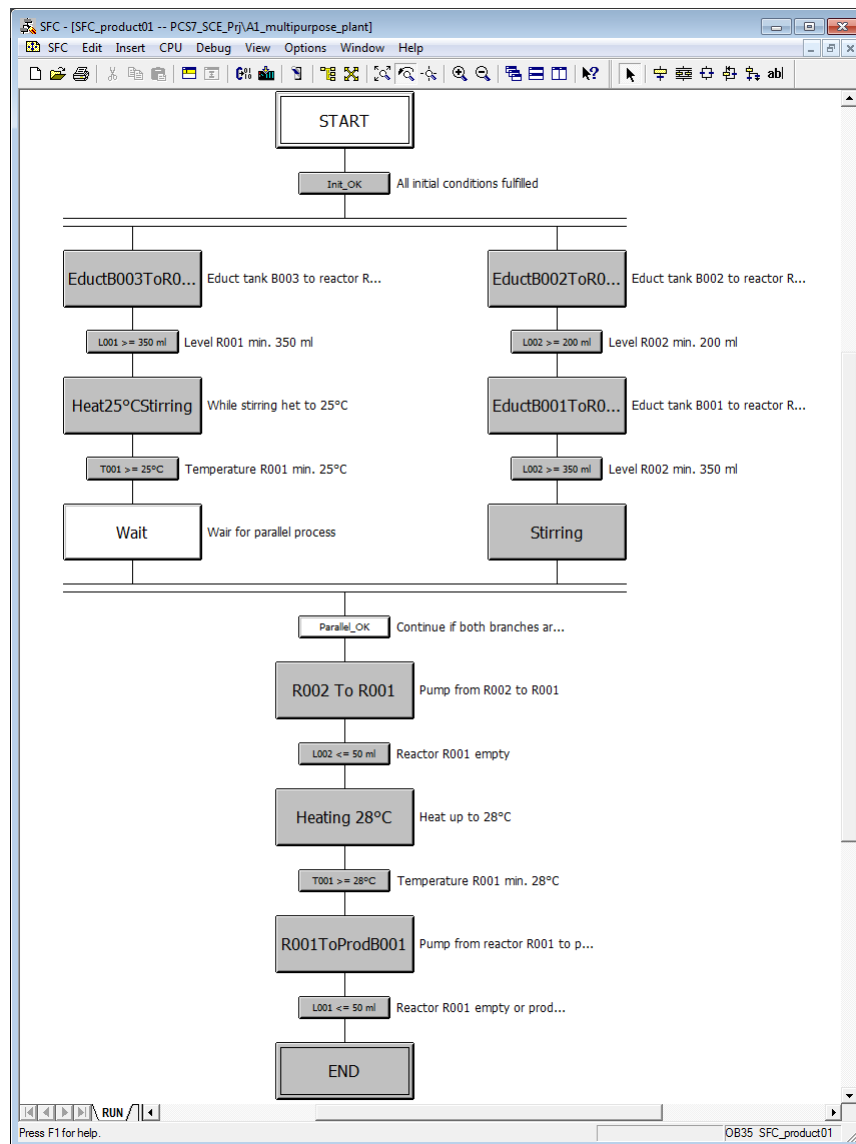 SFC - [SFC_product01 -- PCS7_SCE_Prj\A1_multipurpose_plant]
SFC Edit Insert CPU Debug View Options Window Help
abl
START
Init_OK All initial conditions fulfilled
EductB003ToR0... Educt tank B003 to reactor R... EductB002ToR0... Educt tank B002 to reactor R...
L001 >= 350 ml Level R001 min. 350 ml L002 >= 200 ml Level R002 min. 200 ml
Heat25°CStirring While stirring het to 25°C EductB001ToR0... Educt tank B001 to reactor R...
T001 >= 25°C Temperature R001 min. 25°C L002 >= 350 ml Level R002 min. 350 ml
Wait Wair for parallel process Stirring
Parallel_OK Continue if both branches ar...
R002 To R001 Pump from R002 to R001
L002 <= 50 ml Reactor R001 empty
Heating 28°C Heat up to 28°C
T001 >= 28°C Temperature R001 min. 28°C
R001ToProdB001 Pump from reactor R001 to p...
L001 <= 50 ml Reactor R001 empty or prod...
END
RUN
Press F1 for help. OB35 SFC_product01